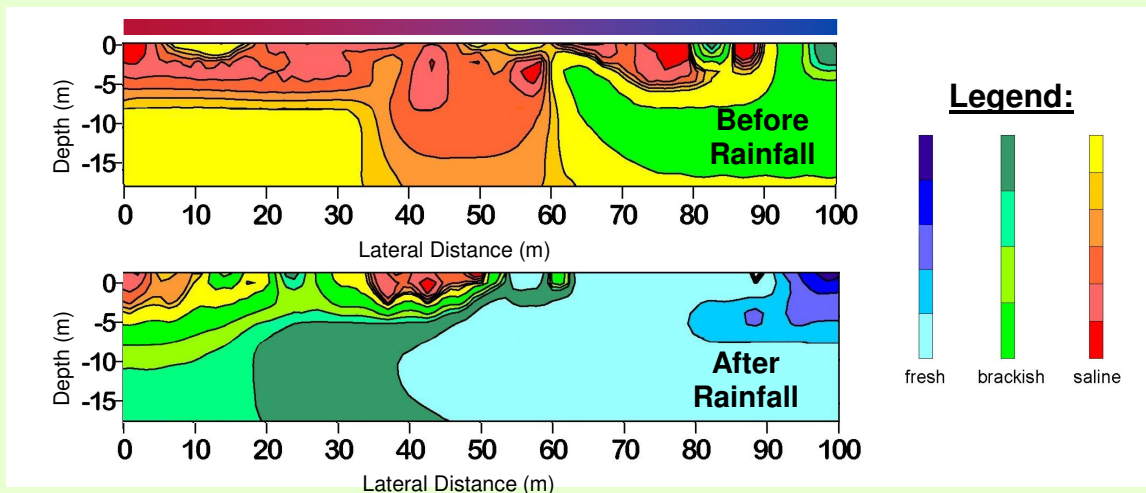 0
-5
-10
-15
Depth (m)
Before
Rainfall
0 10 20 30 40 50 60 70 80 90 100
Lateral Distance (m)
0
-5
-10
-15
Depth (m)
After
Rainfall
0 10 20 30 40 50 60 70 80 90 100
Lateral Distance (m)
Legend:
fresh brackish saline